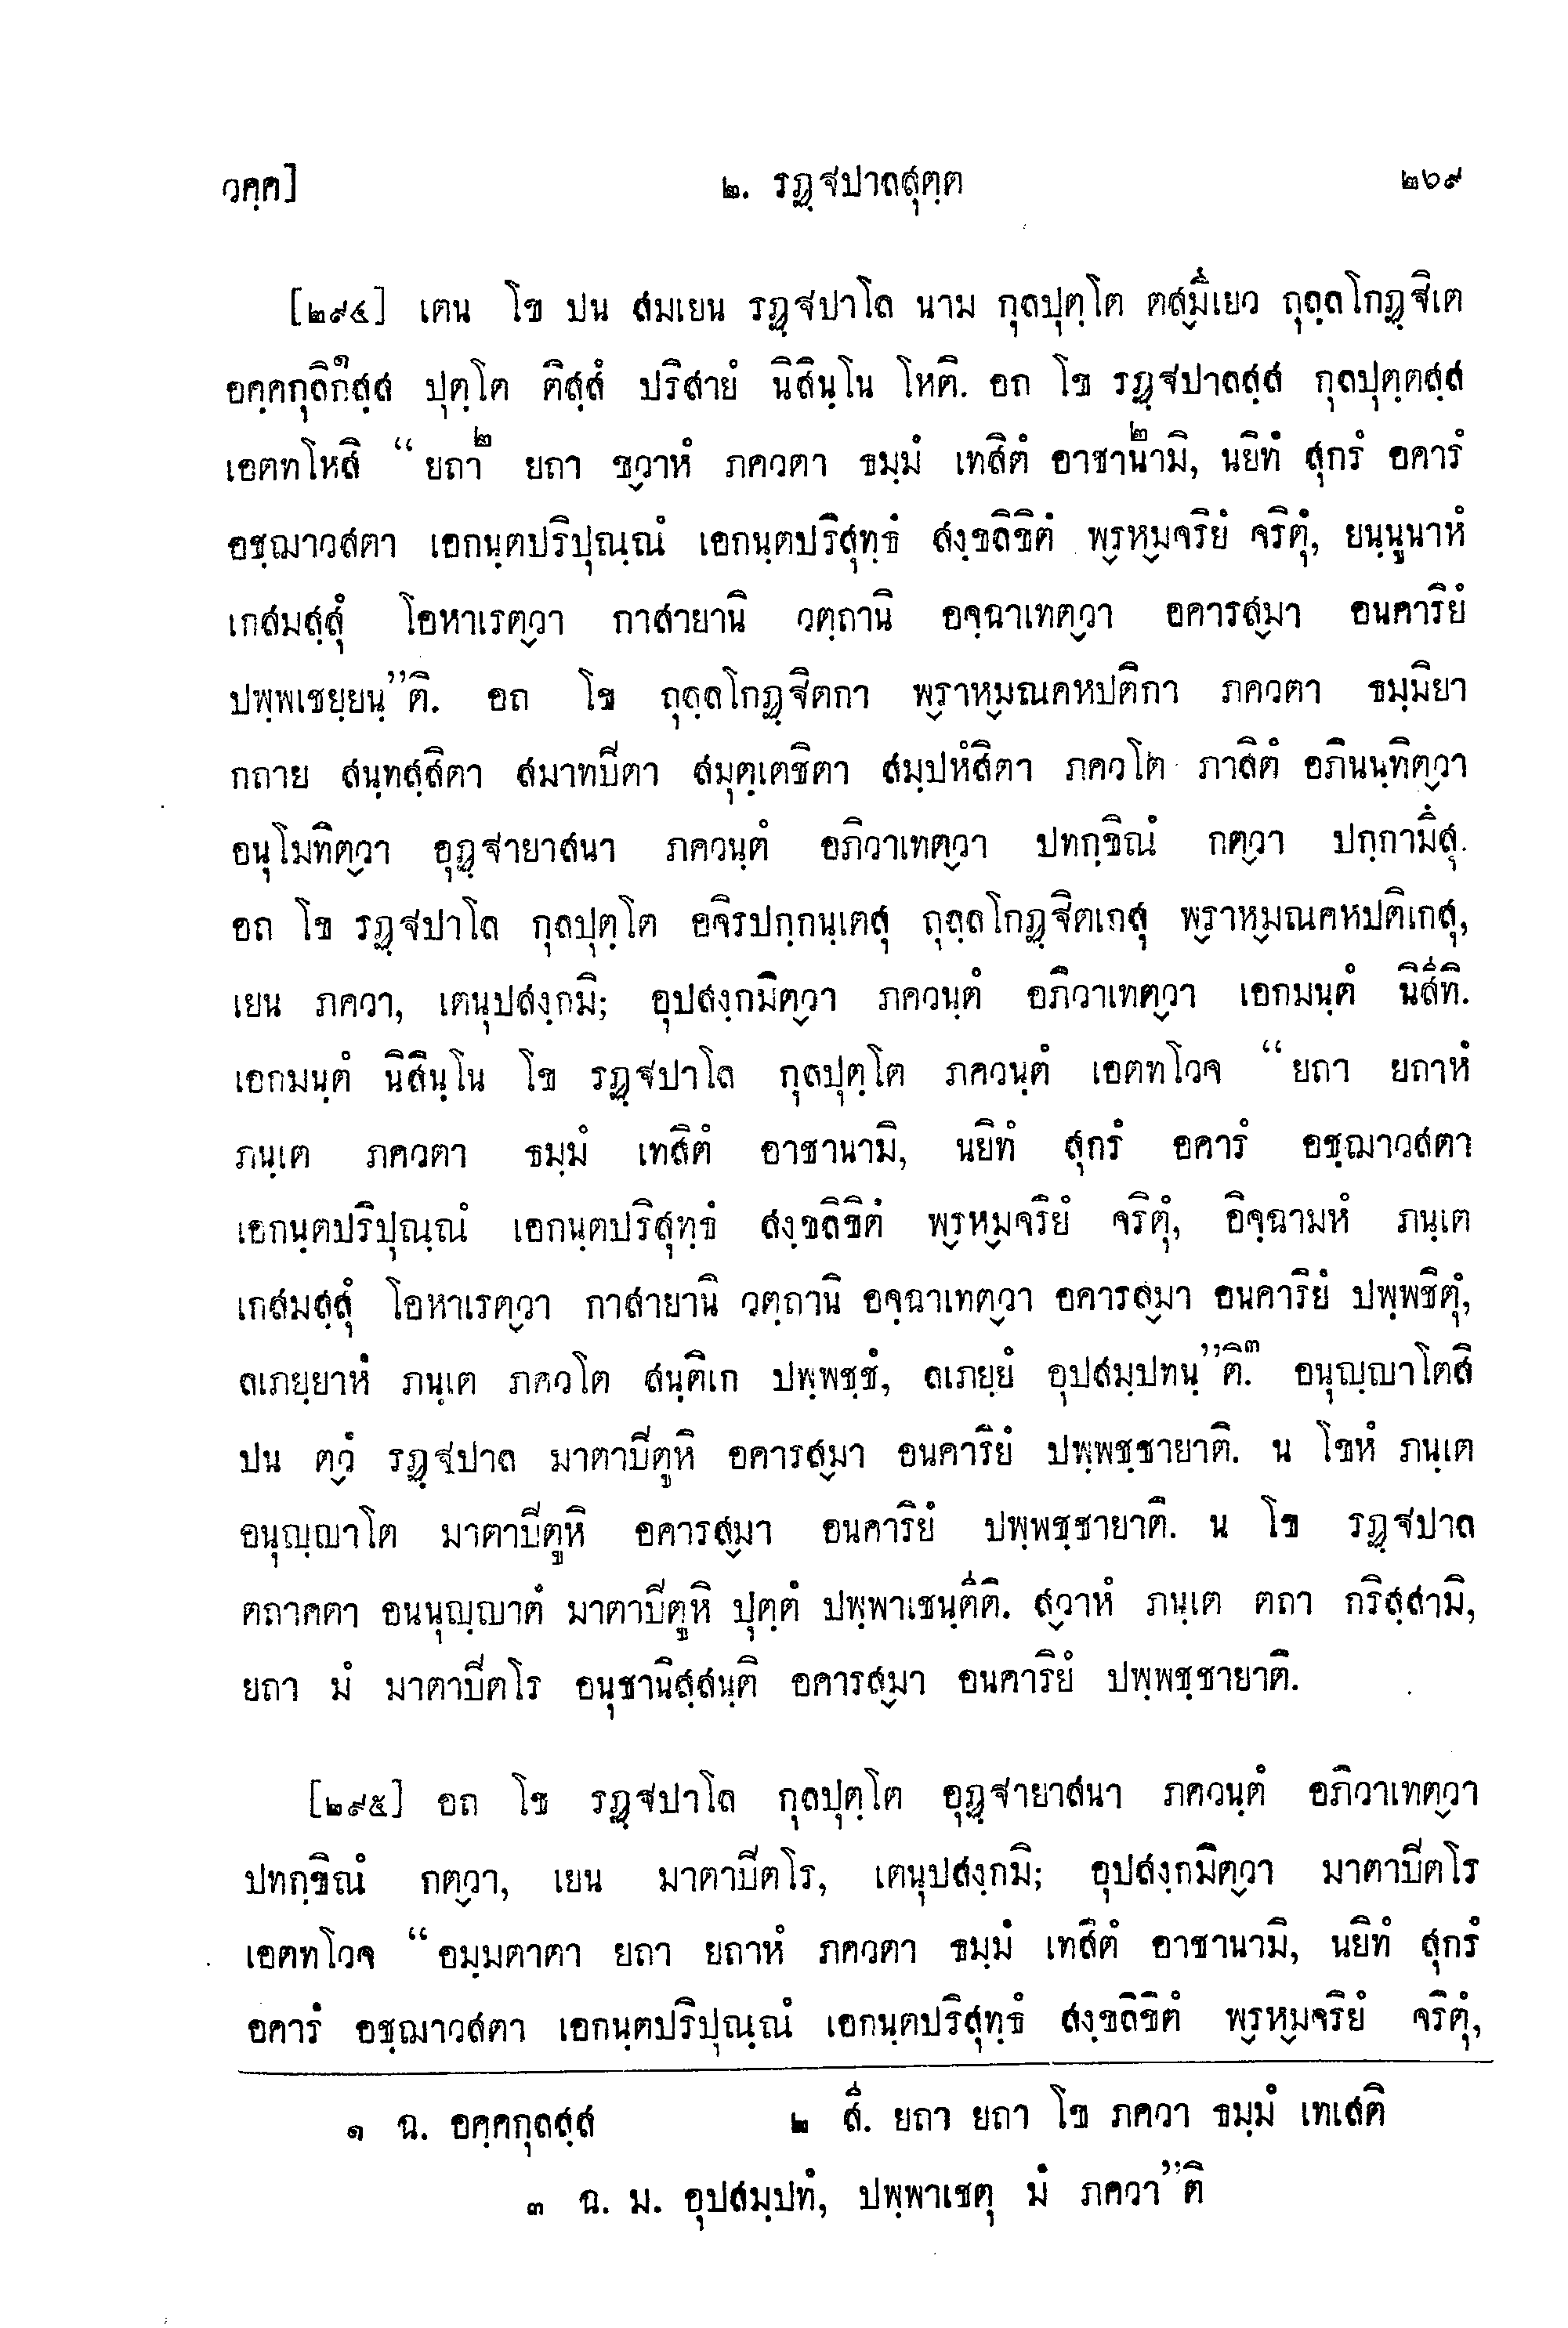 วคฺค]
๒. รฏฺฐปาลสุตฺต
๒๖๙
[๒๙๔] เตน โข ปน สมเยน รฏฺฐปาโล นาม กุลปุตฺโต ตสฺมึเยว ถุลฺลโกฏฺฐิเต
อคฺคกุลิก๑สฺส ปุตฺโต ติสฺสํ ปริสายํ นิสินฺโน โหติ. อถ โข รฏฺฐปาลสฺส กุลปุตฺตสฺส
เอตทโหสิ “ยถา๒ ยถา ขฺวาหํ ภควตา ธมฺมํ เทสิตํ อาชานามิ๒, นยิทํ สุกรํ อคารํ
อชฺฌาวสตา เอกนฺตปริปุณฺณํ เอกนฺตปริสุทฺธํ สงฺขลิขิตํ พฺรหฺมจริยํ จริตุํ, ยนฺนูนาหํ
เกสมสฺสุํ โอหาเรตฺวา กาสายานิ วตฺถานิ อจฺฉาเทตฺวา อคารสฺมา อนคาริยํ
ปพฺพเชยฺยนฺ”ติ. อถ โข ถุลฺลโกฏฺฐิตกา พฺราหฺมณคหปติกา ภควตา ธมฺมิยา
กถาย สนฺทสฺสิตา สมาทปิตา สมุตฺเตชิตา สมฺปหํสิตา ภควโต ภาสิตํ อภินนฺทิตฺวา
อนุโมทิตฺวา อุฏฺฐายาสนา ภควนฺตํ อภิวาเทตฺวา ปทกฺขิณํ กตฺวา ปกฺกามึสุ.
อถ โข รฏฺฐปาโล กุลปุตฺโต อจิรปกฺกนฺเตสุ ถุลฺลโกฏฺฐิตเกสุ พฺราหฺมณคหปติเกสุ,
เยน ภควา, เตนุปสงฺกมิ; อุปสงฺกมิตฺวา ภควนฺตํ อภิวาเทตฺวา เอกมนฺตํ นิสีทิ.
เอกมนฺตํ นิสินฺโน โข รฏฺฐปาโล กุลปุตฺโต ภควนฺตํ เอตทโวจ “ยถา ยถาหํ
ภนฺเต ภควตา ธมฺมํ เทสิตํ อาชานามิ, นยิทํ สุกรํ อคารํ อชฺฌาวสตา
เอกนฺตปริปุณฺณํ เอกนฺตปริสุทฺธํ สงฺขลิขิตํ พฺรหฺมจริยํ จริตุํ, อิจฺฉามหํ ภนฺเต
เกสมสฺสุํ โอหาเรตฺวา กาสายานิ วตฺถานิ อจฺฉาเทตฺวา อคารสฺมา อนคาริยํ ปพฺพชิตุํ,
ลเภยฺยาหํ ภนฺเต ภควโต สนฺติเก ปพฺพชฺชํ, ลเภยฺยํ อุปสมฺปทนฺ”ติ.๓ อนุญฺญาโตสิ
ปน ตฺวํ รฏฺฐปาล มาตาปิตูหิ อคารสฺมา อนคาริยํ ปพฺพชฺชายาติ. น โขหํ ภนฺเต
อนุญฺญาโต มาตาปิตูหิ อคารสฺมา อนคาริยํ ปพฺพชฺชายาติ. น โข รฏฺฐปาล
ตถาคตา อนนุญฺญาตํ มาตาปิตูหิ ปุตฺตํ ปพฺพาเชนฺตีติ. สฺวาหํ ภนฺเต ตถา กริสฺสามิ,
ยถา มํ มาตาปิตโร อนุชานิสฺสนฺติ อคารสฺมา อนคาริยํ ปพฺพชฺชายาติ.
[๒๙๕] อถ โข รฏฺฐปาโล กุลปุตฺโต อุฏฺฐายาสนา ภควนฺตํ อภิวาเทตฺวา
ปทกฺขิณํ กตฺวา, เยน มาตาปิตโร, เตนุปสงฺกมิ; อุปสงฺกมิตฺวา มาตาปิตโร
เอตทโวจ “อมฺมตาตา ยถา ยถาหํ ภควตา ธมฺมํ เทสิตํ อาชานามิ, นยิทํ สุกรํ
อคารํ อชฺฌาวสตา เอกนฺตปริปุณฺณํ เอกนฺตปริสุทฺธํ สงฺขลิขิตํ พฺรหฺมจริยํ จริตุํ,
๑ ฉ. อคฺคกุลสฺส ๒ สี. ยถา ยถา โข ภควา ธมฺมํ เทเสติ
๓ ฉ. ม. อุปสมฺปทํ, ปพฺพาเชตุ มํ ภควา”ติ